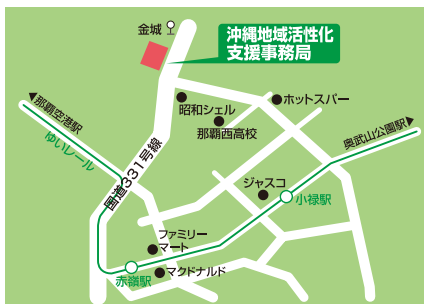 金城
沖縄地域活性化
支援事務局
那覇空港駅
ゆいレール
国道331号線
昭和シェル
那覇西高校
ホットスパー
奥武山公園駅
ジャスコ
小禄駅
ファミリー
マート
赤嶺駅
マクドナルド